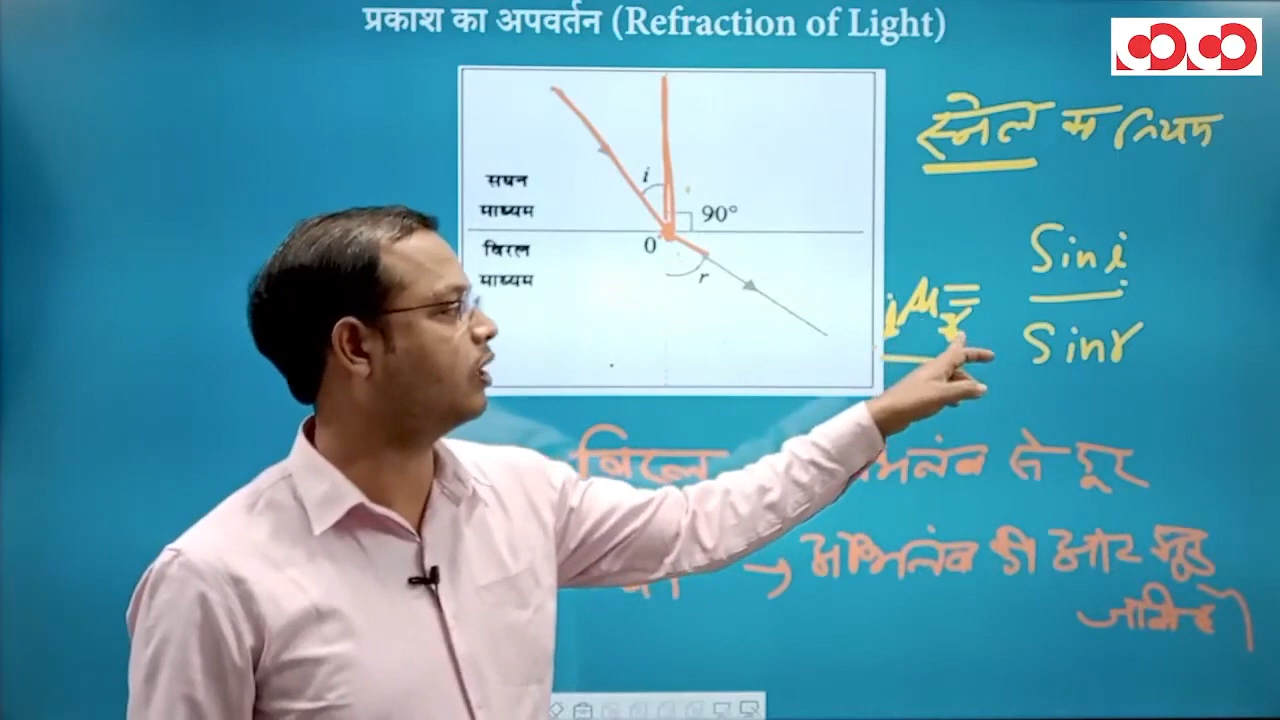 प्रकाश का अपवर्तन (Refraction of Light)
स्नेल का नियम
सघन
माध्यम
i
90°
0
विरल
माध्यम
r
Sin i
Sin r
विरल
अभिलंब से दूर
→ अभिलंब की ओर मुड़
जाती है